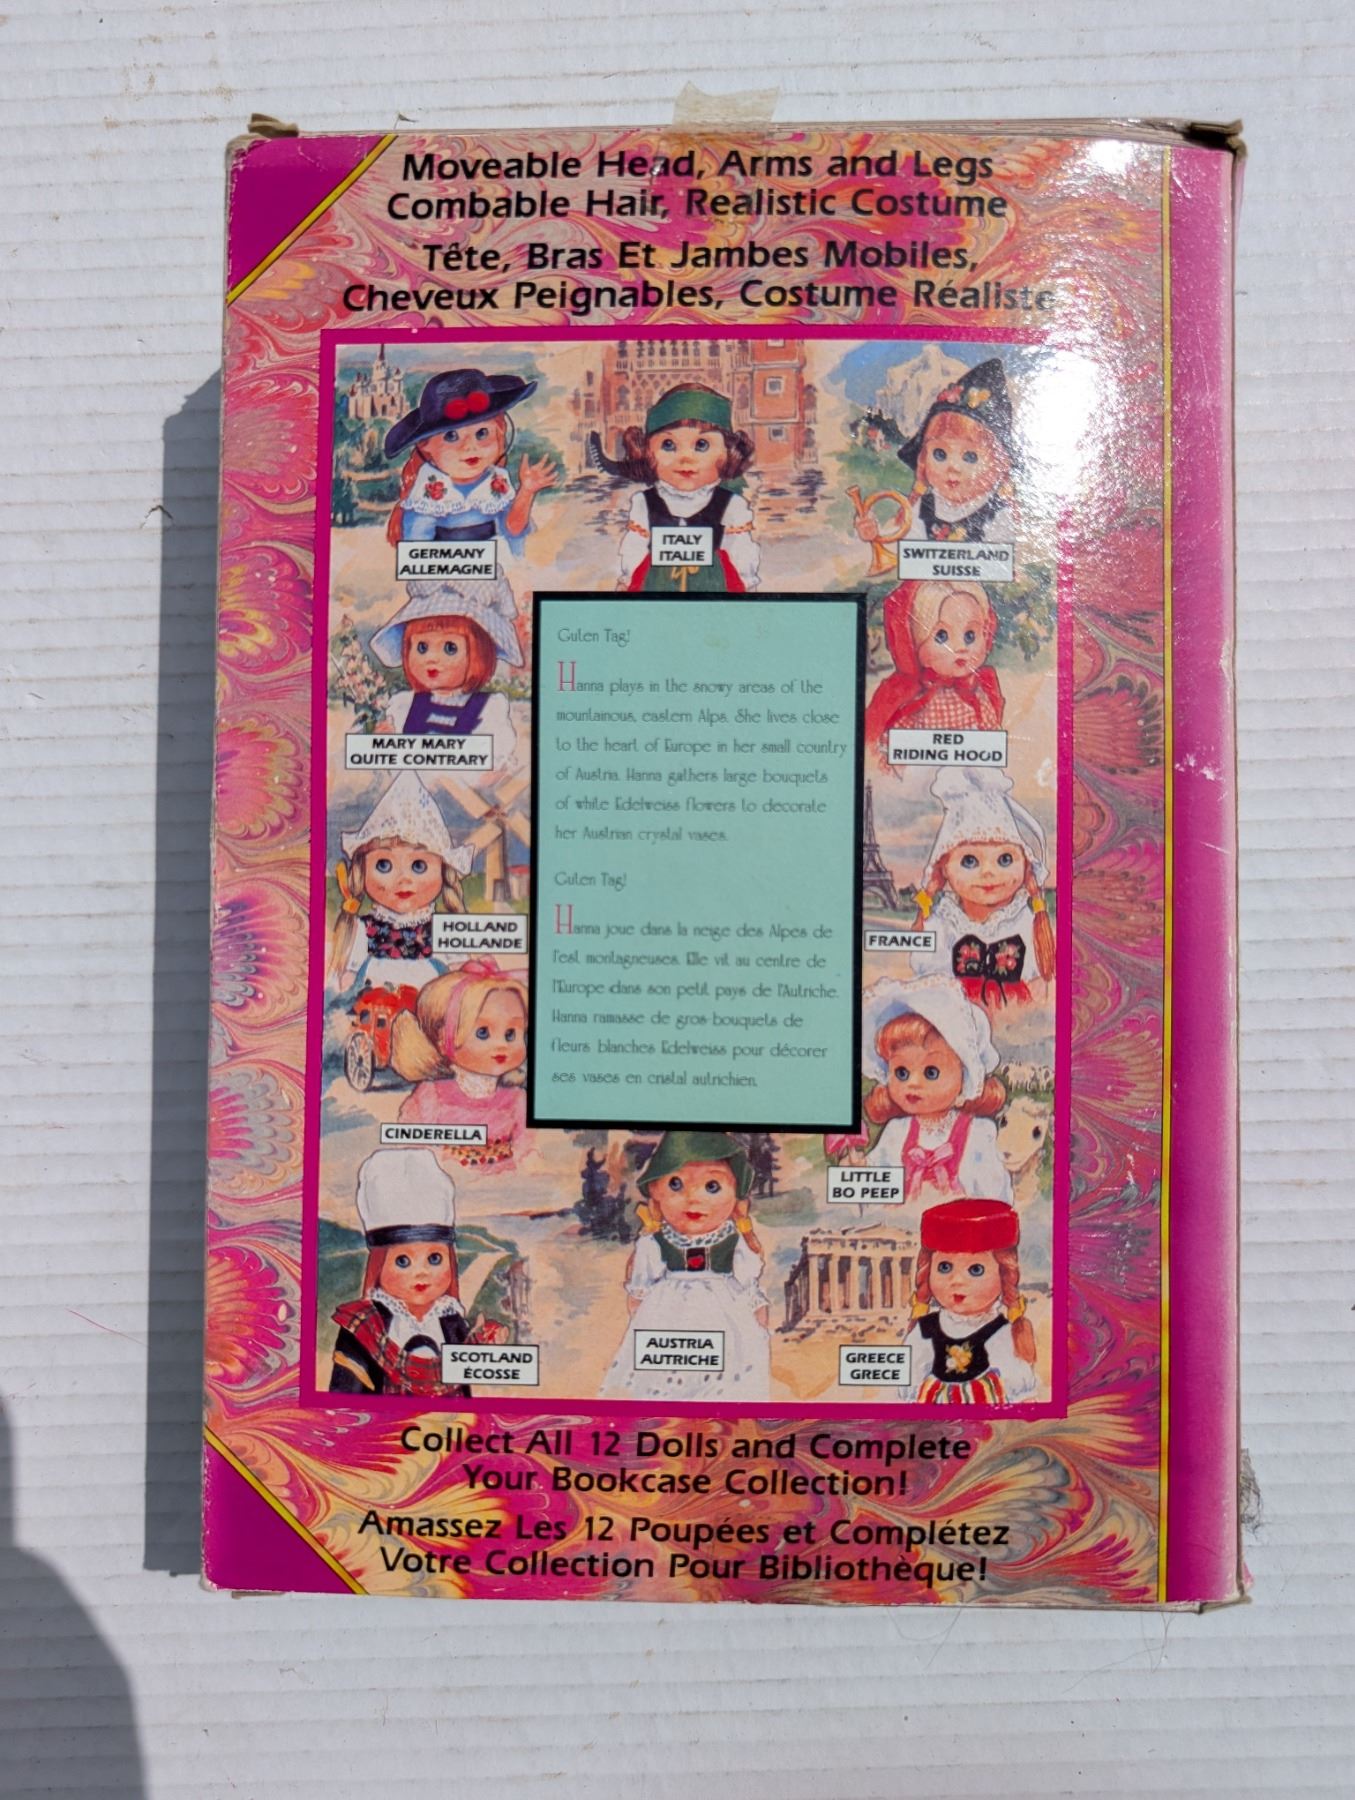 Moveable Head, Arms and Legs
Combable Hair, Realistic Costume
Tête, Bras Et Jambes Mobiles,
Cheveux Peignables, Costume Réaliste
GERMANY
ALLEMAGNE
ITALY
ITALIE
SWITZERLAND
SUISSE
MARY MARY
QUITE CONTRARY
RED
RIDING HOOD
Guten Tag!
Hanna plays in the snowy areas of the
mountainous, eastern Alps. She lives close
to the heart of Europe in her small country
of Austria. Hanna gathers large bouquets
of white Edelweiss flowers to decorate
her Austrian crystal vases.
Guten Tag!
Hanna joue dans la neige des Alpes de
l'est montagneuses. Elle vit au centre de
l'Europe dans son petit pays de l'Autriche.
Hanna ramasse de gros bouquets de
fleurs blanches Edelweiss pour décorer
ses vases en cristal autrichien.
HOLLAND
HOLLANDE
FRANCE
CINDERELLA
LITTLE
BO PEEP
SCOTLAND
ÉCOSSE
AUSTRIA
AUTRICHE
GREECE
GRECE
Collect All 12 Dolls and Complete
Your Bookcase Collection!
Amassez Les 12 Poupées et Complétez
Votre Collection Pour Bibliothèque!